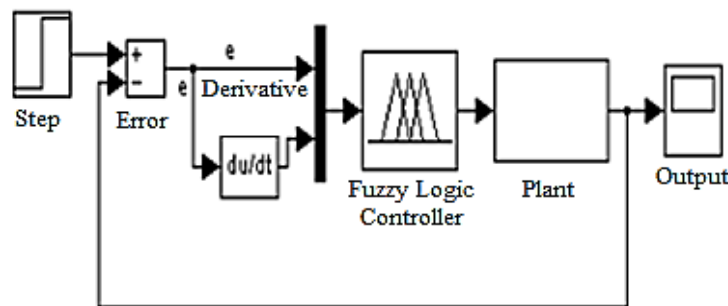 +
−
e
e
Derivative
Step
Error
du/dt
Fuzzy Logic
Controller
Plant
Output